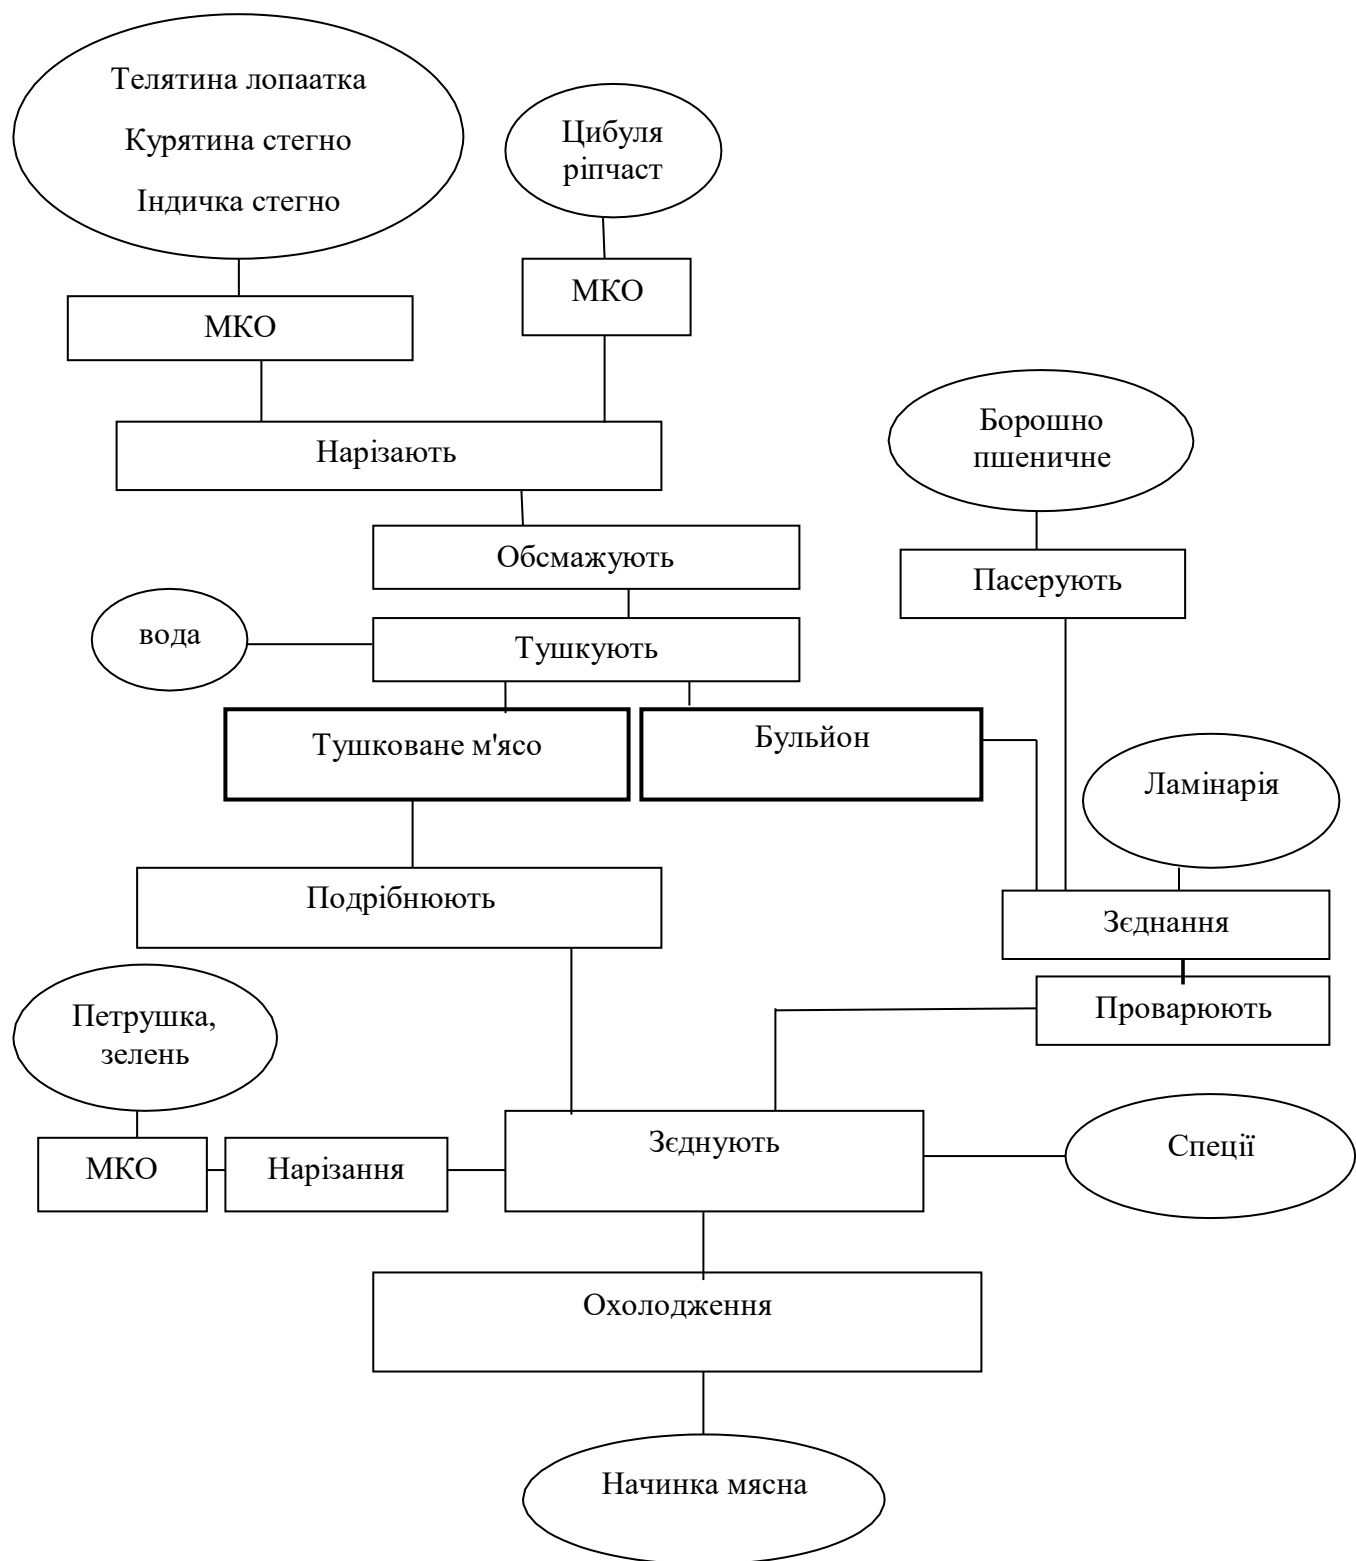 Телятина лопаатка
Курятина стегно
Індичка стегно
Цибуля
ріпчаст
МКО
МКО
Нарізають
Борошно
пшеничне
Обсмажують
Пасерують
вода
Тушкують
Тушковане м'ясо
Бульйон
Ламінарія
Подрібнюють
Зєднання
Петрушка,
зелень
Проварюють
МКО
Нарізання
Зєднують
Спеції
Охолодження
Начинка мясна